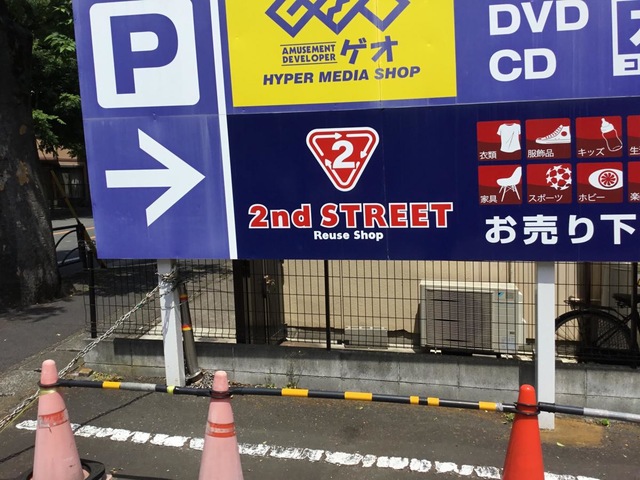 P
AMUSEMENT
DEVELOPER
ゲオ
HYPER MEDIA SHOP
DVD
CD
2
2nd STREET
Reuse Shop
衣類
服飾品
キッズ
家具
スポーツ
ホビー
お売り下